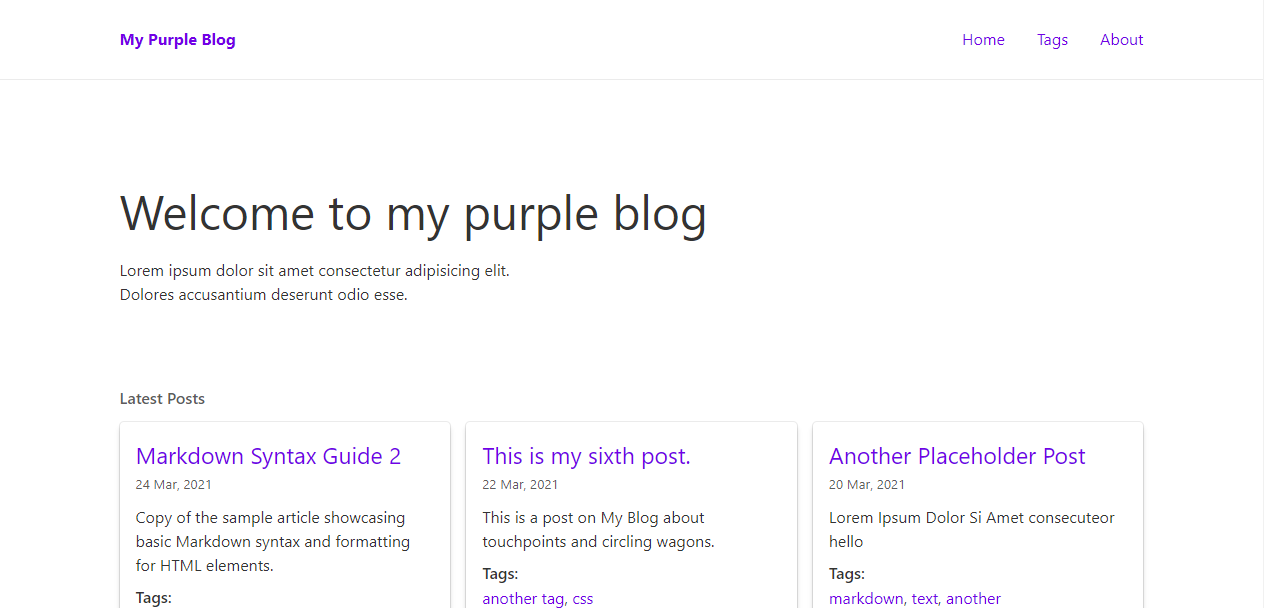 My Purple Blog
Home Tags About
Welcome to my purple blog
Lorem ipsum dolor sit amet consectetur adipisicing elit.
Dolores accusantium deserunt odio esse.
Latest Posts
Markdown Syntax Guide 2
24 Mar, 2021
Copy of the sample article showcasing
basic Markdown syntax and formatting
for HTML elements.
Tags:
This is my sixth post.
22 Mar, 2021
This is a post on My Blog about
touchpoints and circling wagons.
Tags:
another tag, css
Another Placeholder Post
20 Mar, 2021
Lorem Ipsum Dolor Si Amet consecuteor
hello
Tags:
markdown, text, another